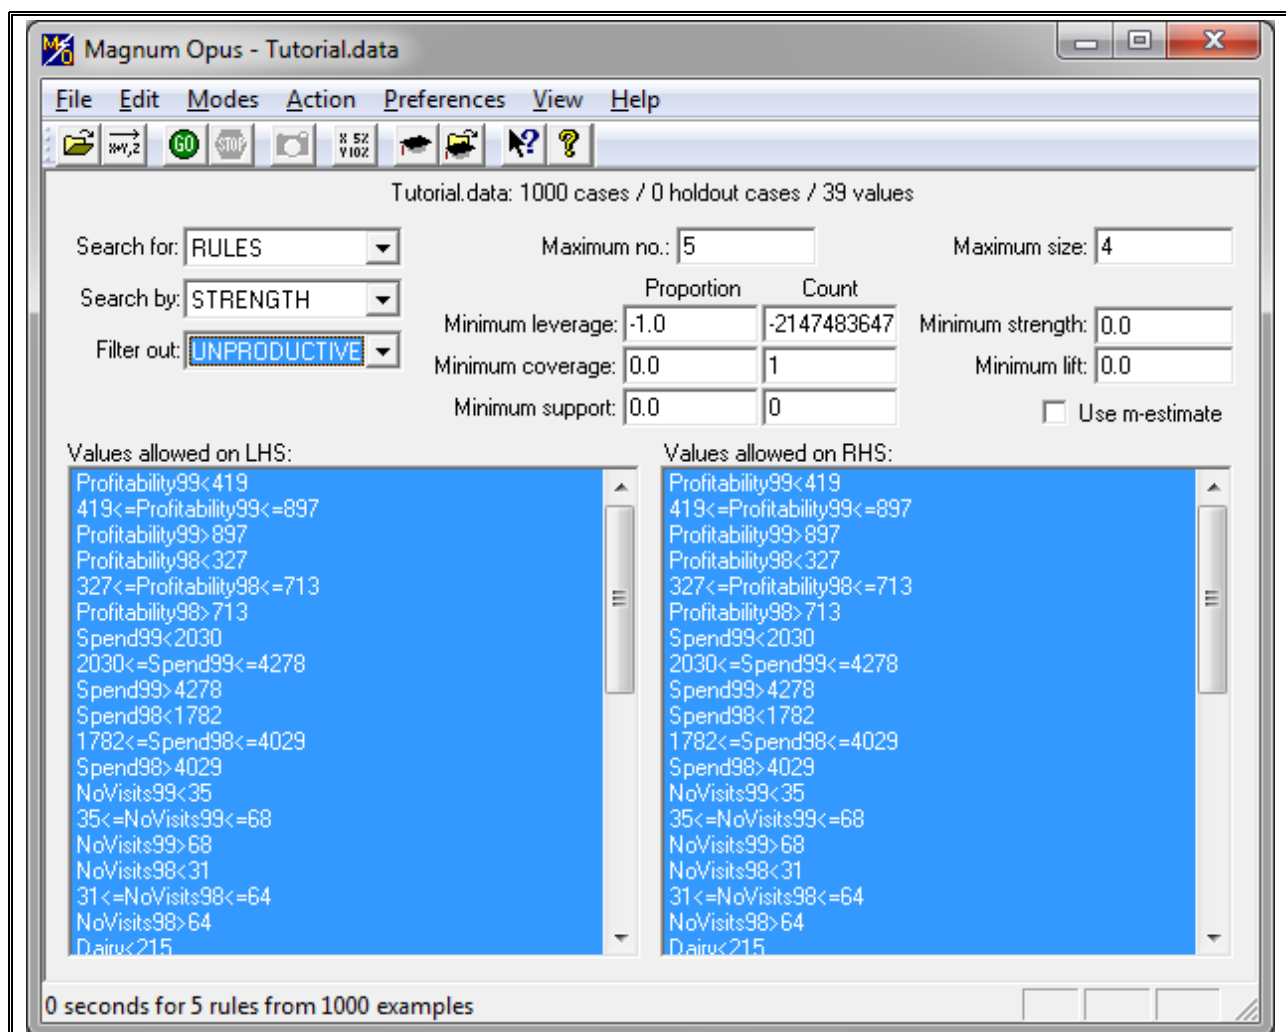 Magnum Opus - Tutorial.data
File Edit Modes Action Preferences View Help
x→y,z GO STOP X 5% Y 10% ? ?
Tutorial.data: 1000 cases / 0 holdout cases / 39 values
Search for: RULES Maximum no.: 5 Maximum size: 4
Search by: STRENGTH Proportion Count
Minimum leverage: -1.0 -2147483647 Minimum strength: 0.0
Filter out: UNPRODUCTIVE
Minimum coverage: 0.0 1 Minimum lift: 0.0
Minimum support: 0.0 0 Use m-estimate
Values allowed on LHS:
Profitability99<419
419<=Profitability99<=897
Profitability99>897
Profitability98<327
327<=Profitability98<=713
Profitability98>713
Spend99<2030
2030<=Spend99<=4278
Spend99>4278
Spend98<1782
1782<=Spend98<=4029
Spend98>4029
NoVisits99<35
35<=NoVisits99<=68
NoVisits99>68
NoVisits98<31
31<=NoVisits98<=64
NoVisits98>64
Dairy<215
Values allowed on RHS:
Profitability99<419
419<=Profitability99<=897
Profitability99>897
Profitability98<327
327<=Profitability98<=713
Profitability98>713
Spend99<2030
2030<=Spend99<=4278
Spend99>4278
Spend98<1782
1782<=Spend98<=4029
Spend98>4029
NoVisits99<35
35<=NoVisits99<=68
NoVisits99>68
NoVisits98<31
31<=NoVisits98<=64
NoVisits98>64
Dairy<215
0 seconds for 5 rules from 1000 examples